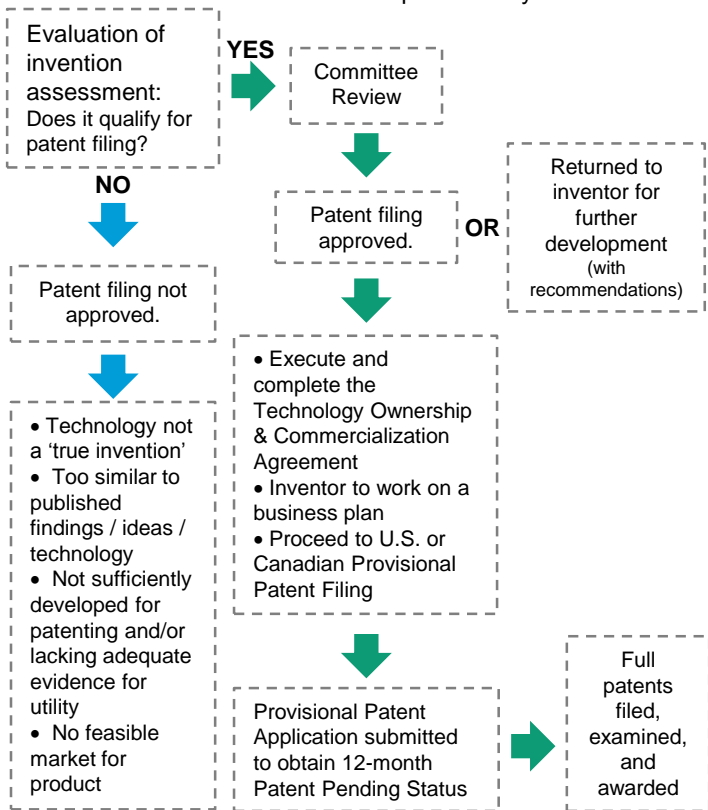 Evaluation of
invention
assessment:
Does it qualify for
patent filing?
YES
Committee
Review
NO
Patent filing
approved.
OR
Returned to
inventor for
further
development
(with
recommendations)
Patent filing not
approved.
• Technology not
a ‘true invention’
• Too similar to
published
findings / ideas /
technology
• Not sufficiently
developed for
patenting and/or
lacking adequate
evidence for
utility
• No feasible
market for
product
• Execute and
complete the
Technology Ownership
& Commercialization
Agreement
• Inventor to work on a
business plan
• Proceed to U.S. or
Canadian Provisional
Patent Filing
Provisional Patent
Application submitted
to obtain 12-month
Patent Pending Status
Full
patents
filed,
examined,
and
awarded